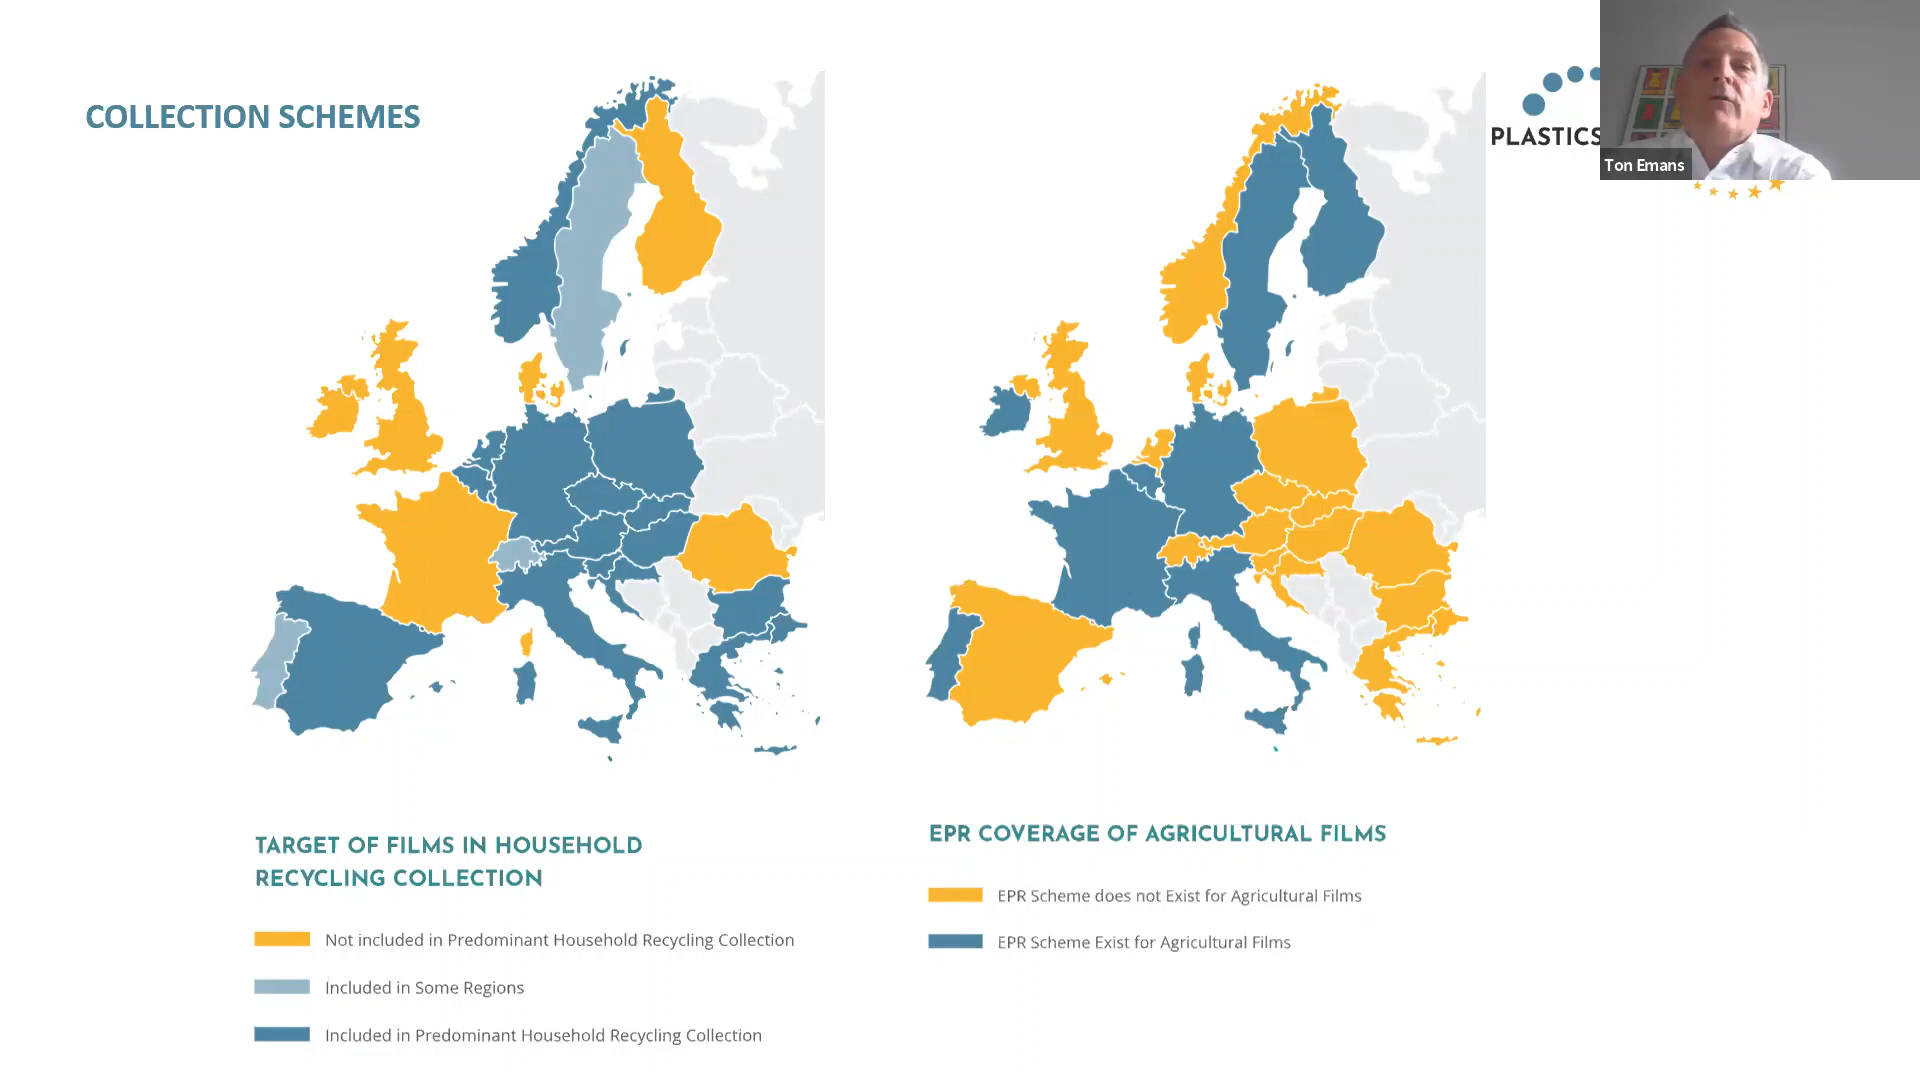 COLLECTION SCHEMES
PLASTICS
Ton Emans
TARGET OF FILMS IN HOUSEHOLD
RECYCLING COLLECTION
Not included in Predominant Household Recycling Collection
Included in Some Regions
Included in Predominant Household Recycling Collection
EPR COVERAGE OF AGRICULTURAL FILMS
EPR Scheme does not Exist for Agricultural Films
EPR Scheme Exist for Agricultural Films